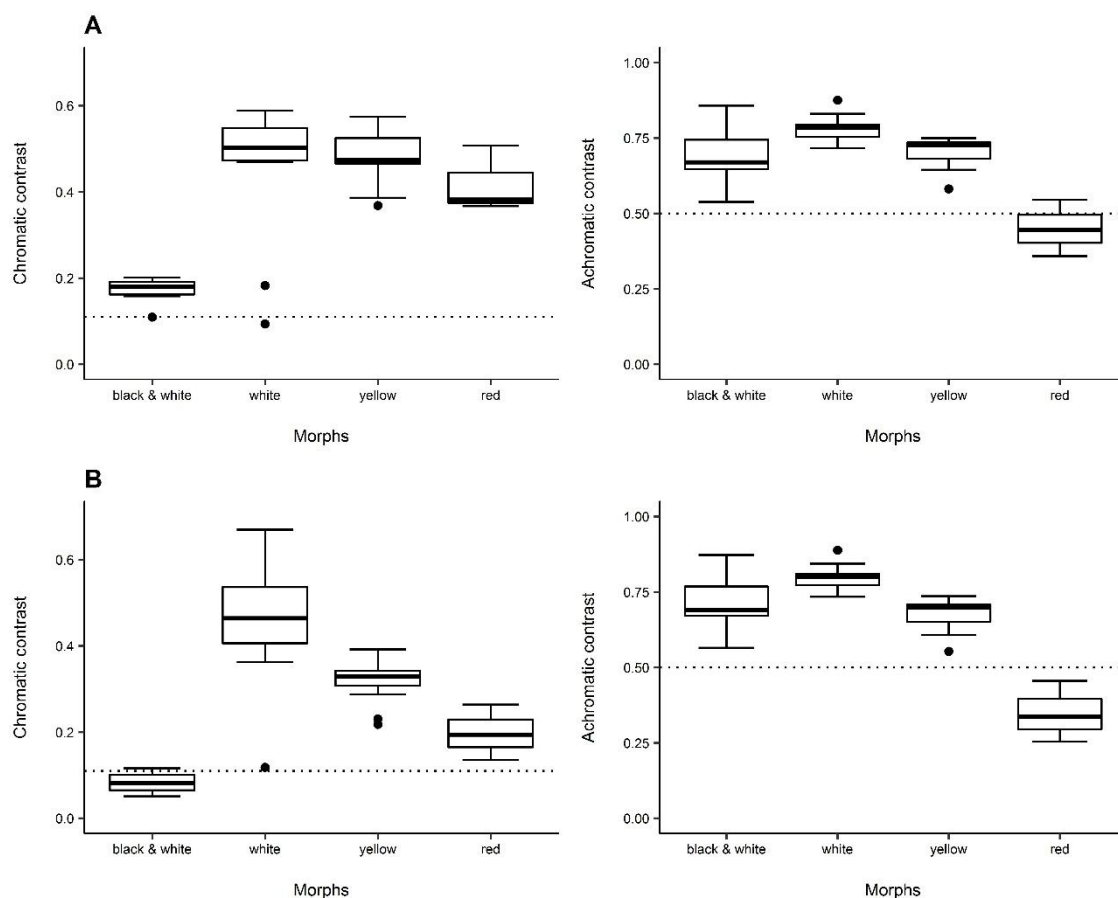 A
Chromatic contrast
0.6
0.4
0.2
0.0
black & white white yellow red
Morphs
Achromatic contrast
1.00
0.75
0.50
0.25
0.00
black & white white yellow red
Morphs
B
Chromatic contrast
0.6
0.4
0.2
0.0
black & white white yellow red
Morphs
Achromatic contrast
1.00
0.75
0.50
0.25
0.00
black & white white yellow red
Morphs